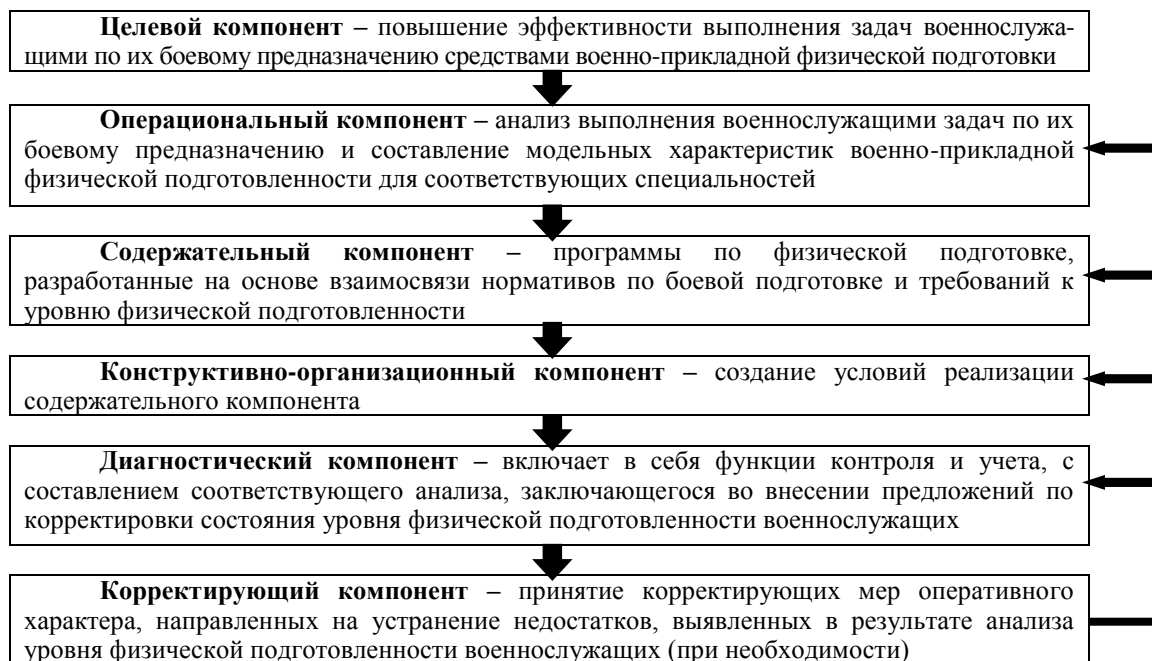 Целевой компонент – повышение эффективности выполнения задач военнослужа-
щими по их боевому предназначению средствами военно-прикладной физической подготовки
Операциональный компонент – анализ выполнения военнослужащими задач по их
боевому предназначению и составление модельных характеристик военно-прикладной
физической подготовленности для соответствующих специальностей
Содержательный компонент – программы по физической подготовке,
разработанные на основе взаимосвязи нормативов по боевой подготовке и требований к
уровню физической подготовленности
Конструктивно-организационный компонент – создание условий реализации
содержательного компонента
Диагностический компонент – включает в себя функции контроля и учета, с
составлением соответствующего анализа, заключающегося во внесении предложений по
корректировки состояния уровня физической подготовленности военнослужащих
Корректирующий компонент – принятие корректирующих мер оперативного
характера, направленных на устранение недостатков, выявленных в результате анализа
уровня физической подготовленности военнослужащих (при необходимости)